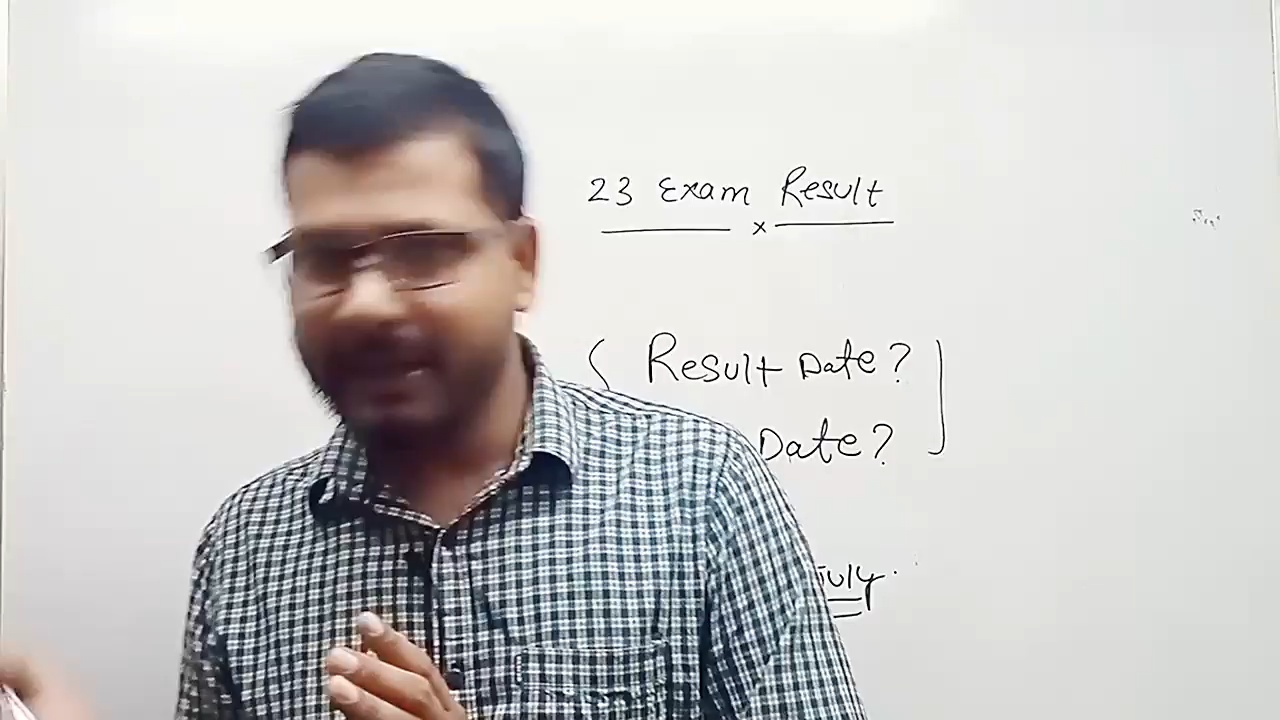 23 Exam Result
x
Result Date?
Date?
July.